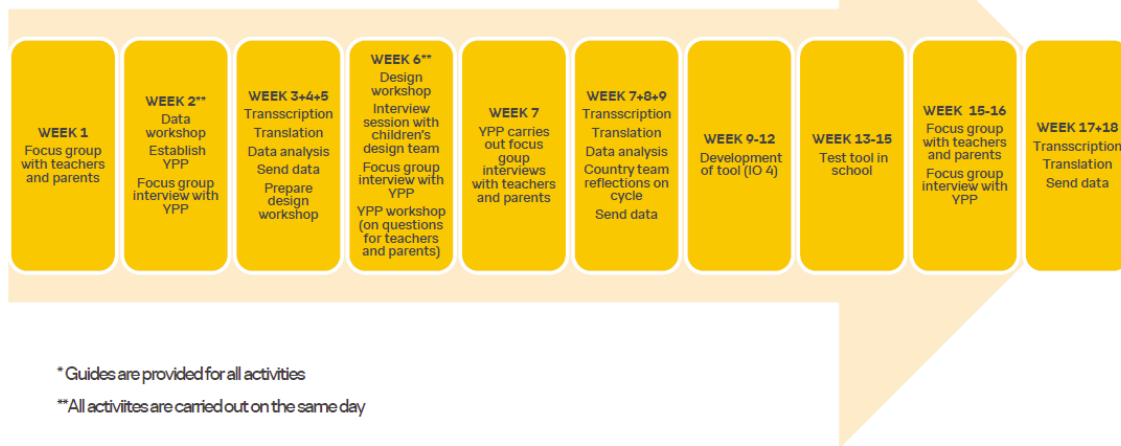 WEEK 1
Focus group
with teachers
and parents
WEEK 2**
Data
workshop
Establish
YPP
Focus group
interview with
YPP
WEEK 3+4+5
Transscription
Translation
Data analysis
Send data
Prepare
design
workshop
WEEK 6**
Design
workshop
Interview
session with
children's
design team
Focus group
interview with
YPP
YPP workshop
(on questions
for teachers
and parents)
WEEK 7
YPP carries
out focus
goup
interviews
with teachers
and parents
WEEK 7+8+9
Transscription
Translation
Data analysis
Country team
reflections on
cycle
Send data
WEEK 9-12
Development
of tool (IO 4)
WEEK 13-15
Test tool in
school
WEEK 15-16
Focus group
with teachers
and parents
Focus group
interview with
YPP
WEEK 17+18
Transscription
Translation
Send data
* Guides are provided for all activities
**All activiites are carried out on the same day